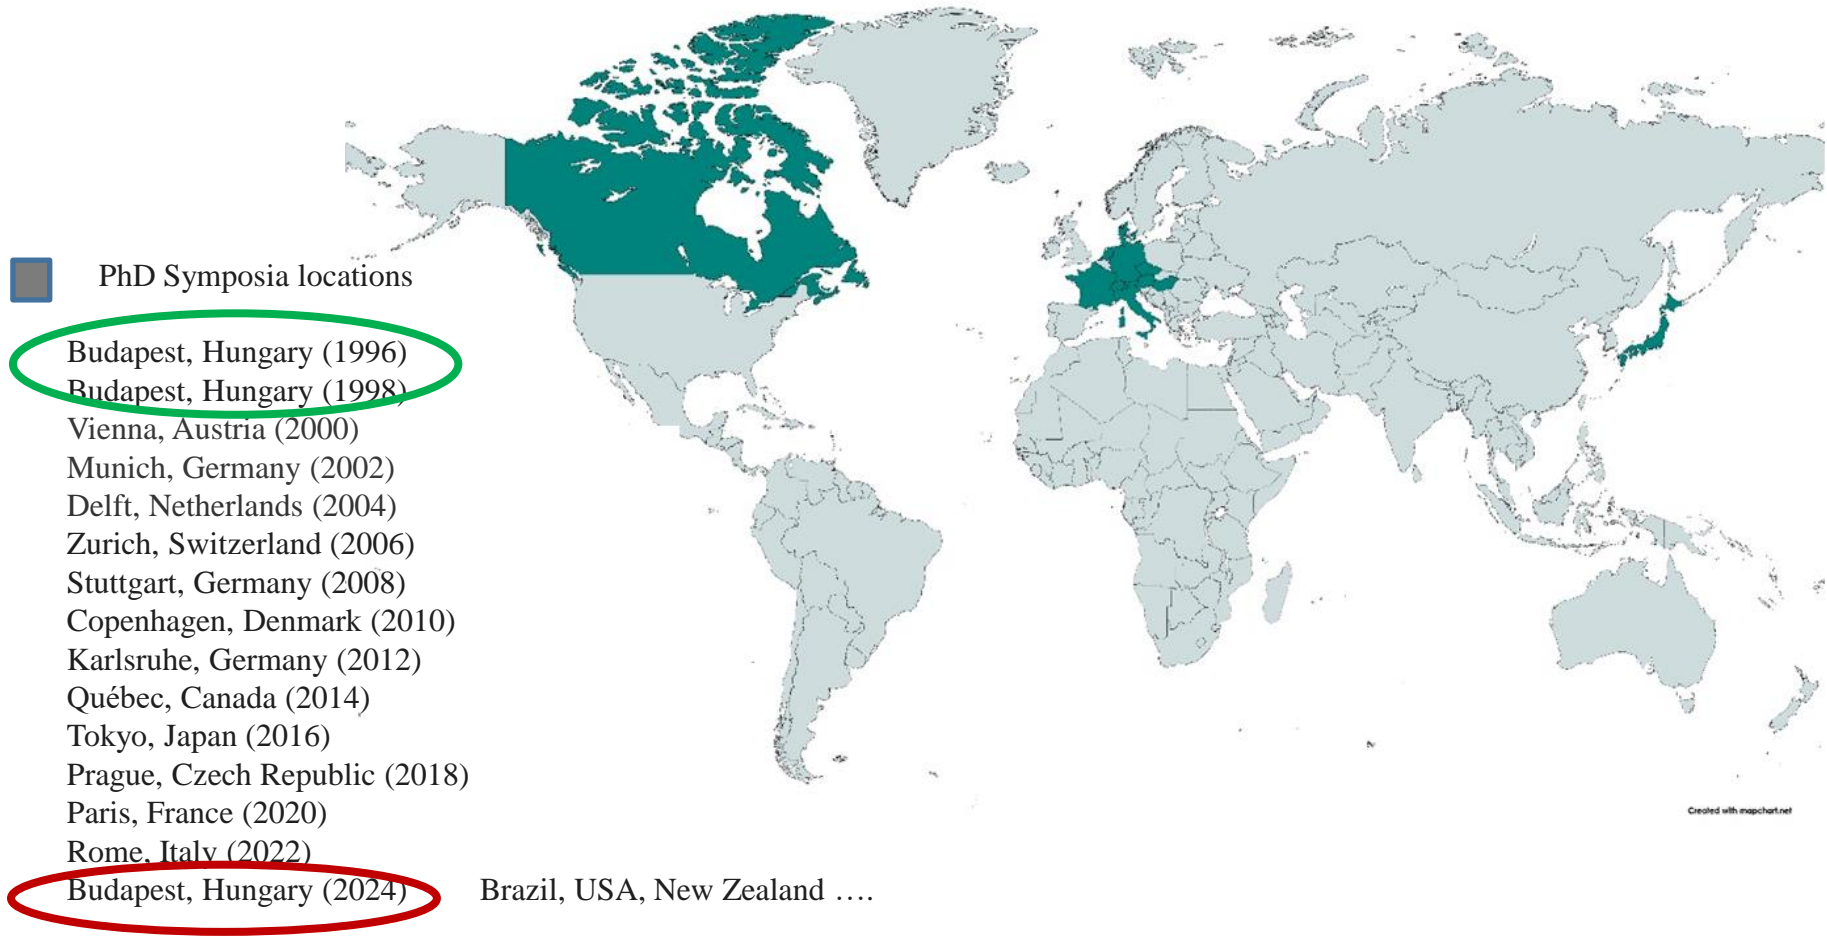 PhD Symposia locations
Budapest, Hungary (1996)
Budapest, Hungary (1998)
Vienna, Austria (2000)
Munich, Germany (2002)
Delft, Netherlands (2004)
Zurich, Switzerland (2006)
Stuttgart, Germany (2008)
Copenhagen, Denmark (2010)
Karlsruhe, Germany (2012)
Québec, Canada (2014)
Tokyo, Japan (2016)
Prague, Czech Republic (2018)
Paris, France (2020)
Rome, Italy (2022)
Budapest, Hungary (2024)
Brazil, USA, New Zealand ….
Created with mapchart.net